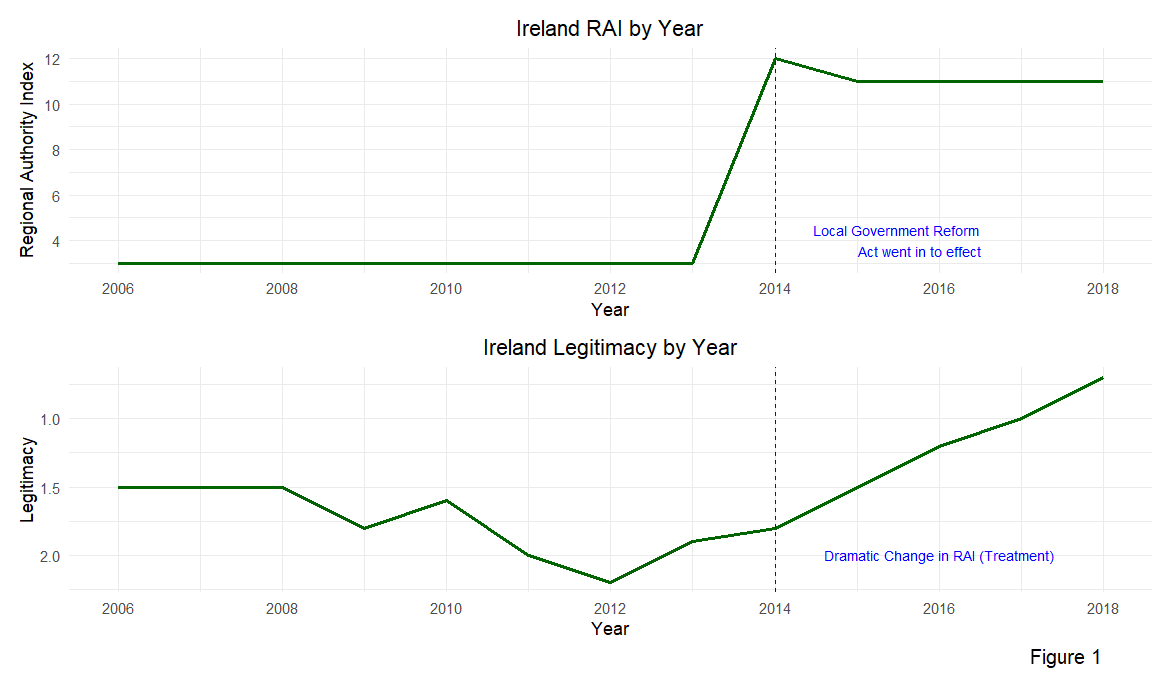 Ireland RAI by Year
Regional Authority Index
12
10
8
6
4
Local Government Reform
Act went in to effect
2006 2008 2010 2012 2014 2016 2018
Year
Ireland Legitimacy by Year
Legitimacy
1.0
1.5
2.0
Dramatic Change in RAI (Treatment)
2006 2008 2010 2012 2014 2016 2018
Year
Figure 1